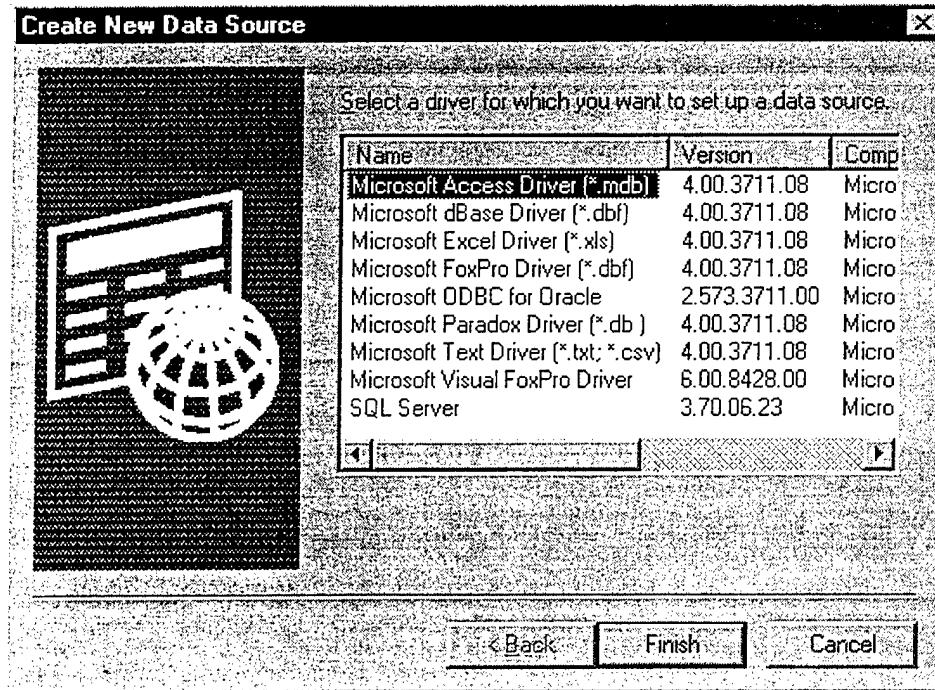 Create New Data Source
Select a driver for which you want to set up a data source.
Name Version Comp
Microsoft Access Driver (*.mdb) 4.00.3711.08 Micro
Microsoft dBase Driver (*.dbf) 4.00.3711.08 Micro
Microsoft Excel Driver (*.xls) 4.00.3711.08 Micro
Microsoft FoxPro Driver (*.dbf) 4.00.3711.08 Micro
Microsoft ODBC for Oracle 2.573.3711.00 Micro
Microsoft Paradox Driver (*.db ) 4.00.3711.08 Micro
Microsoft Text Driver (*.txt; *.csv) 4.00.3711.08 Micro
Microsoft Visual FoxPro Driver 6.00.8428.00 Micro
SQL Server 3.70.06.23 Micro
< Back Finish Cancel